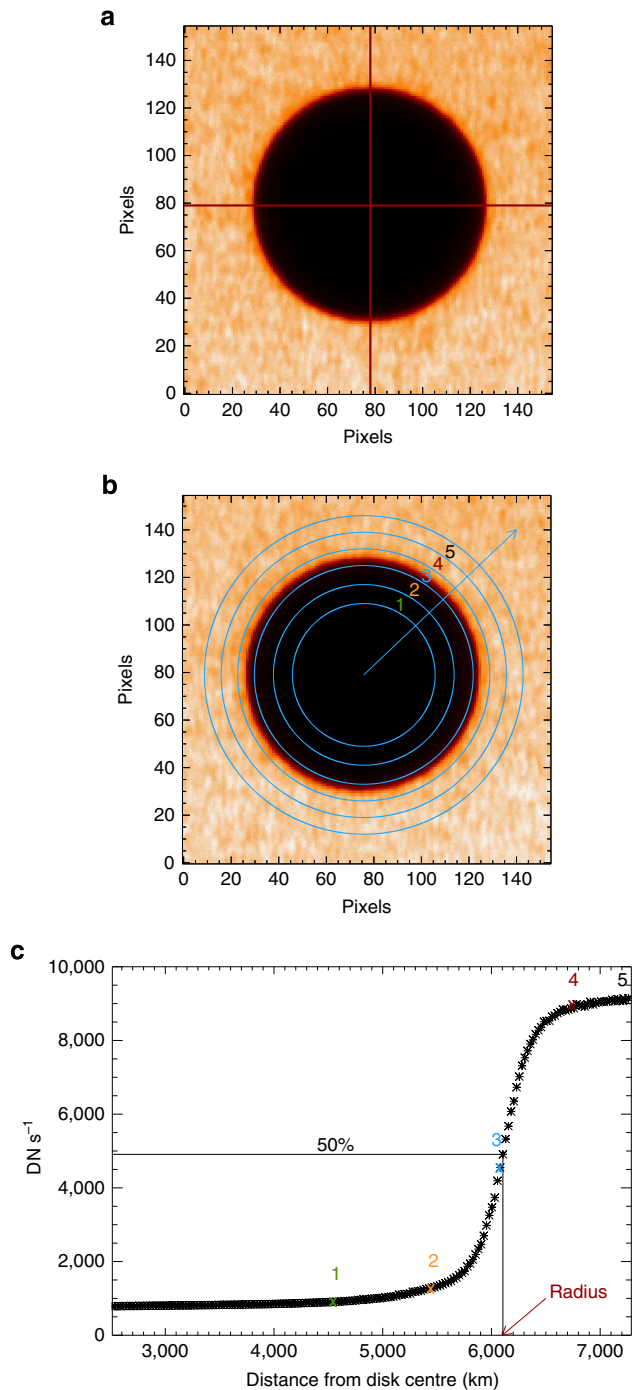 a
Pixels
140
120
100
80
60
40
20
0
0 20 40 60 80 100 120 140
Pixels
b
Pixels
140
120
100
80
60
40
20
0
5
4
3
2
1
0 20 40 60 80 100 120 140
Pixels
c
DN s⁻¹
10,000
8,000
6,000
4,000
2,000
0
4 5
3
50%
2
1
Radius
3,000 4,000 5,000 6,000 7,000
Distance from disk centre (km)